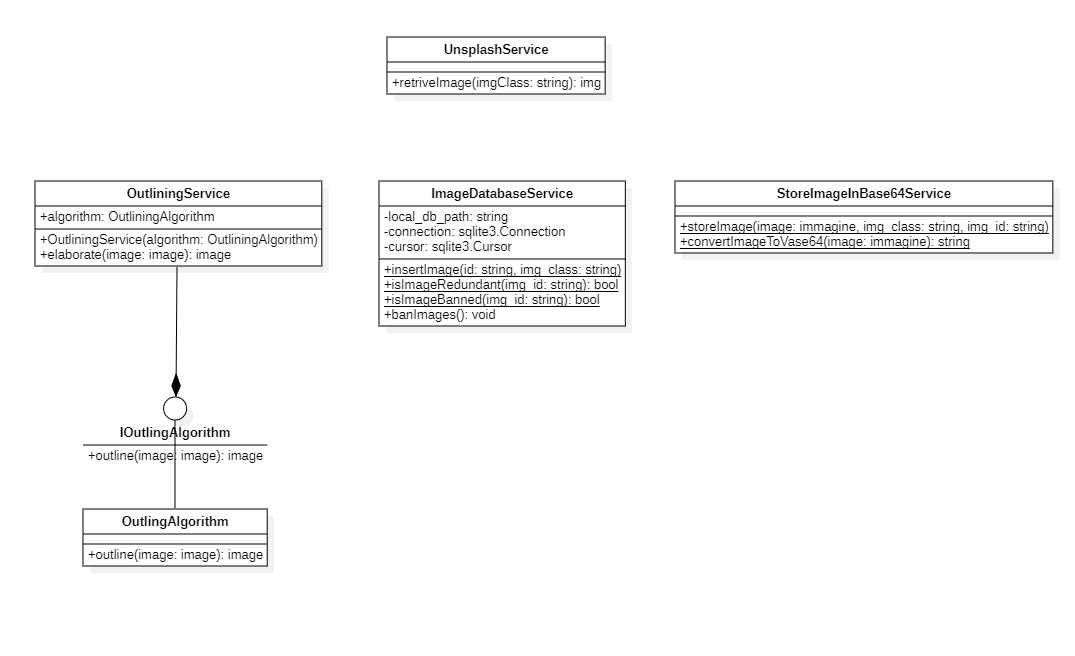 UnsplashService
+retriveImage(imgClass: string): img
OutliningService
+algorithm: OutliningAlgorithm
+OutliningService(algorithm: OutliningAlgorithm)
+elaborate(image: image): image
ImageDatabaseService
-local_db_path: string
-connection: sqlite3.Connection
-cursor: sqlite3.Cursor
+insertImage(id: string, img_class: string)
+isImageRedundant(img_id: string): bool
+isImageBanned(img_id: string): bool
+banImages(): void
StoreImageInBase64Service
+storeImage(image: immagine, img_class: string, img_id: string)
+convertImageToVase64(image: immagine): string
IOutlingAlgorithm
+outline(image: image): image
OutlingAlgorithm
+outline(image: image): image